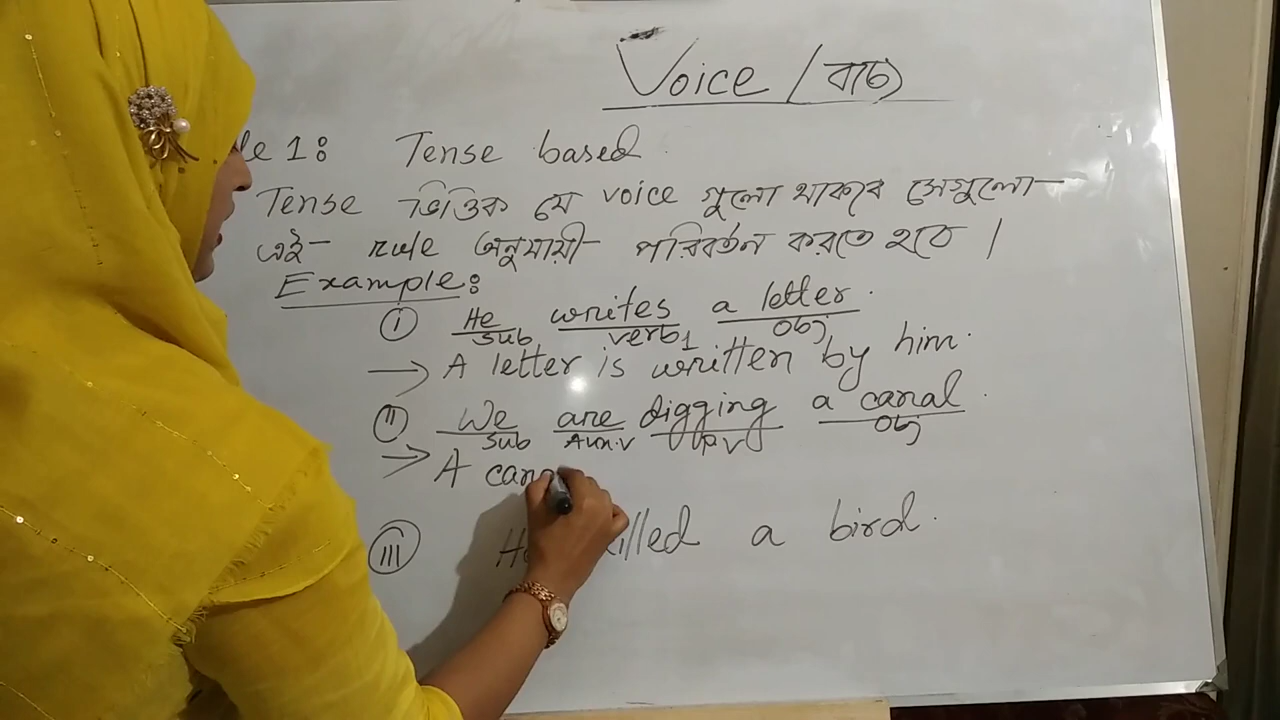 Voice / বাচ্য
le 1: Tense based
Tense ভিত্তিক যে voice গুলো থাকবে সেগুলো
এই rule অনুযায়ী পরিবর্তন করতে হবে।
Example:
(i) He writes a letter.
Sub verb1 Obj
→ A letter is written by him.
(ii) We are digging a canal.
Sub Aux.v P.V Obj
→ A can
(iii) He killed a bird.